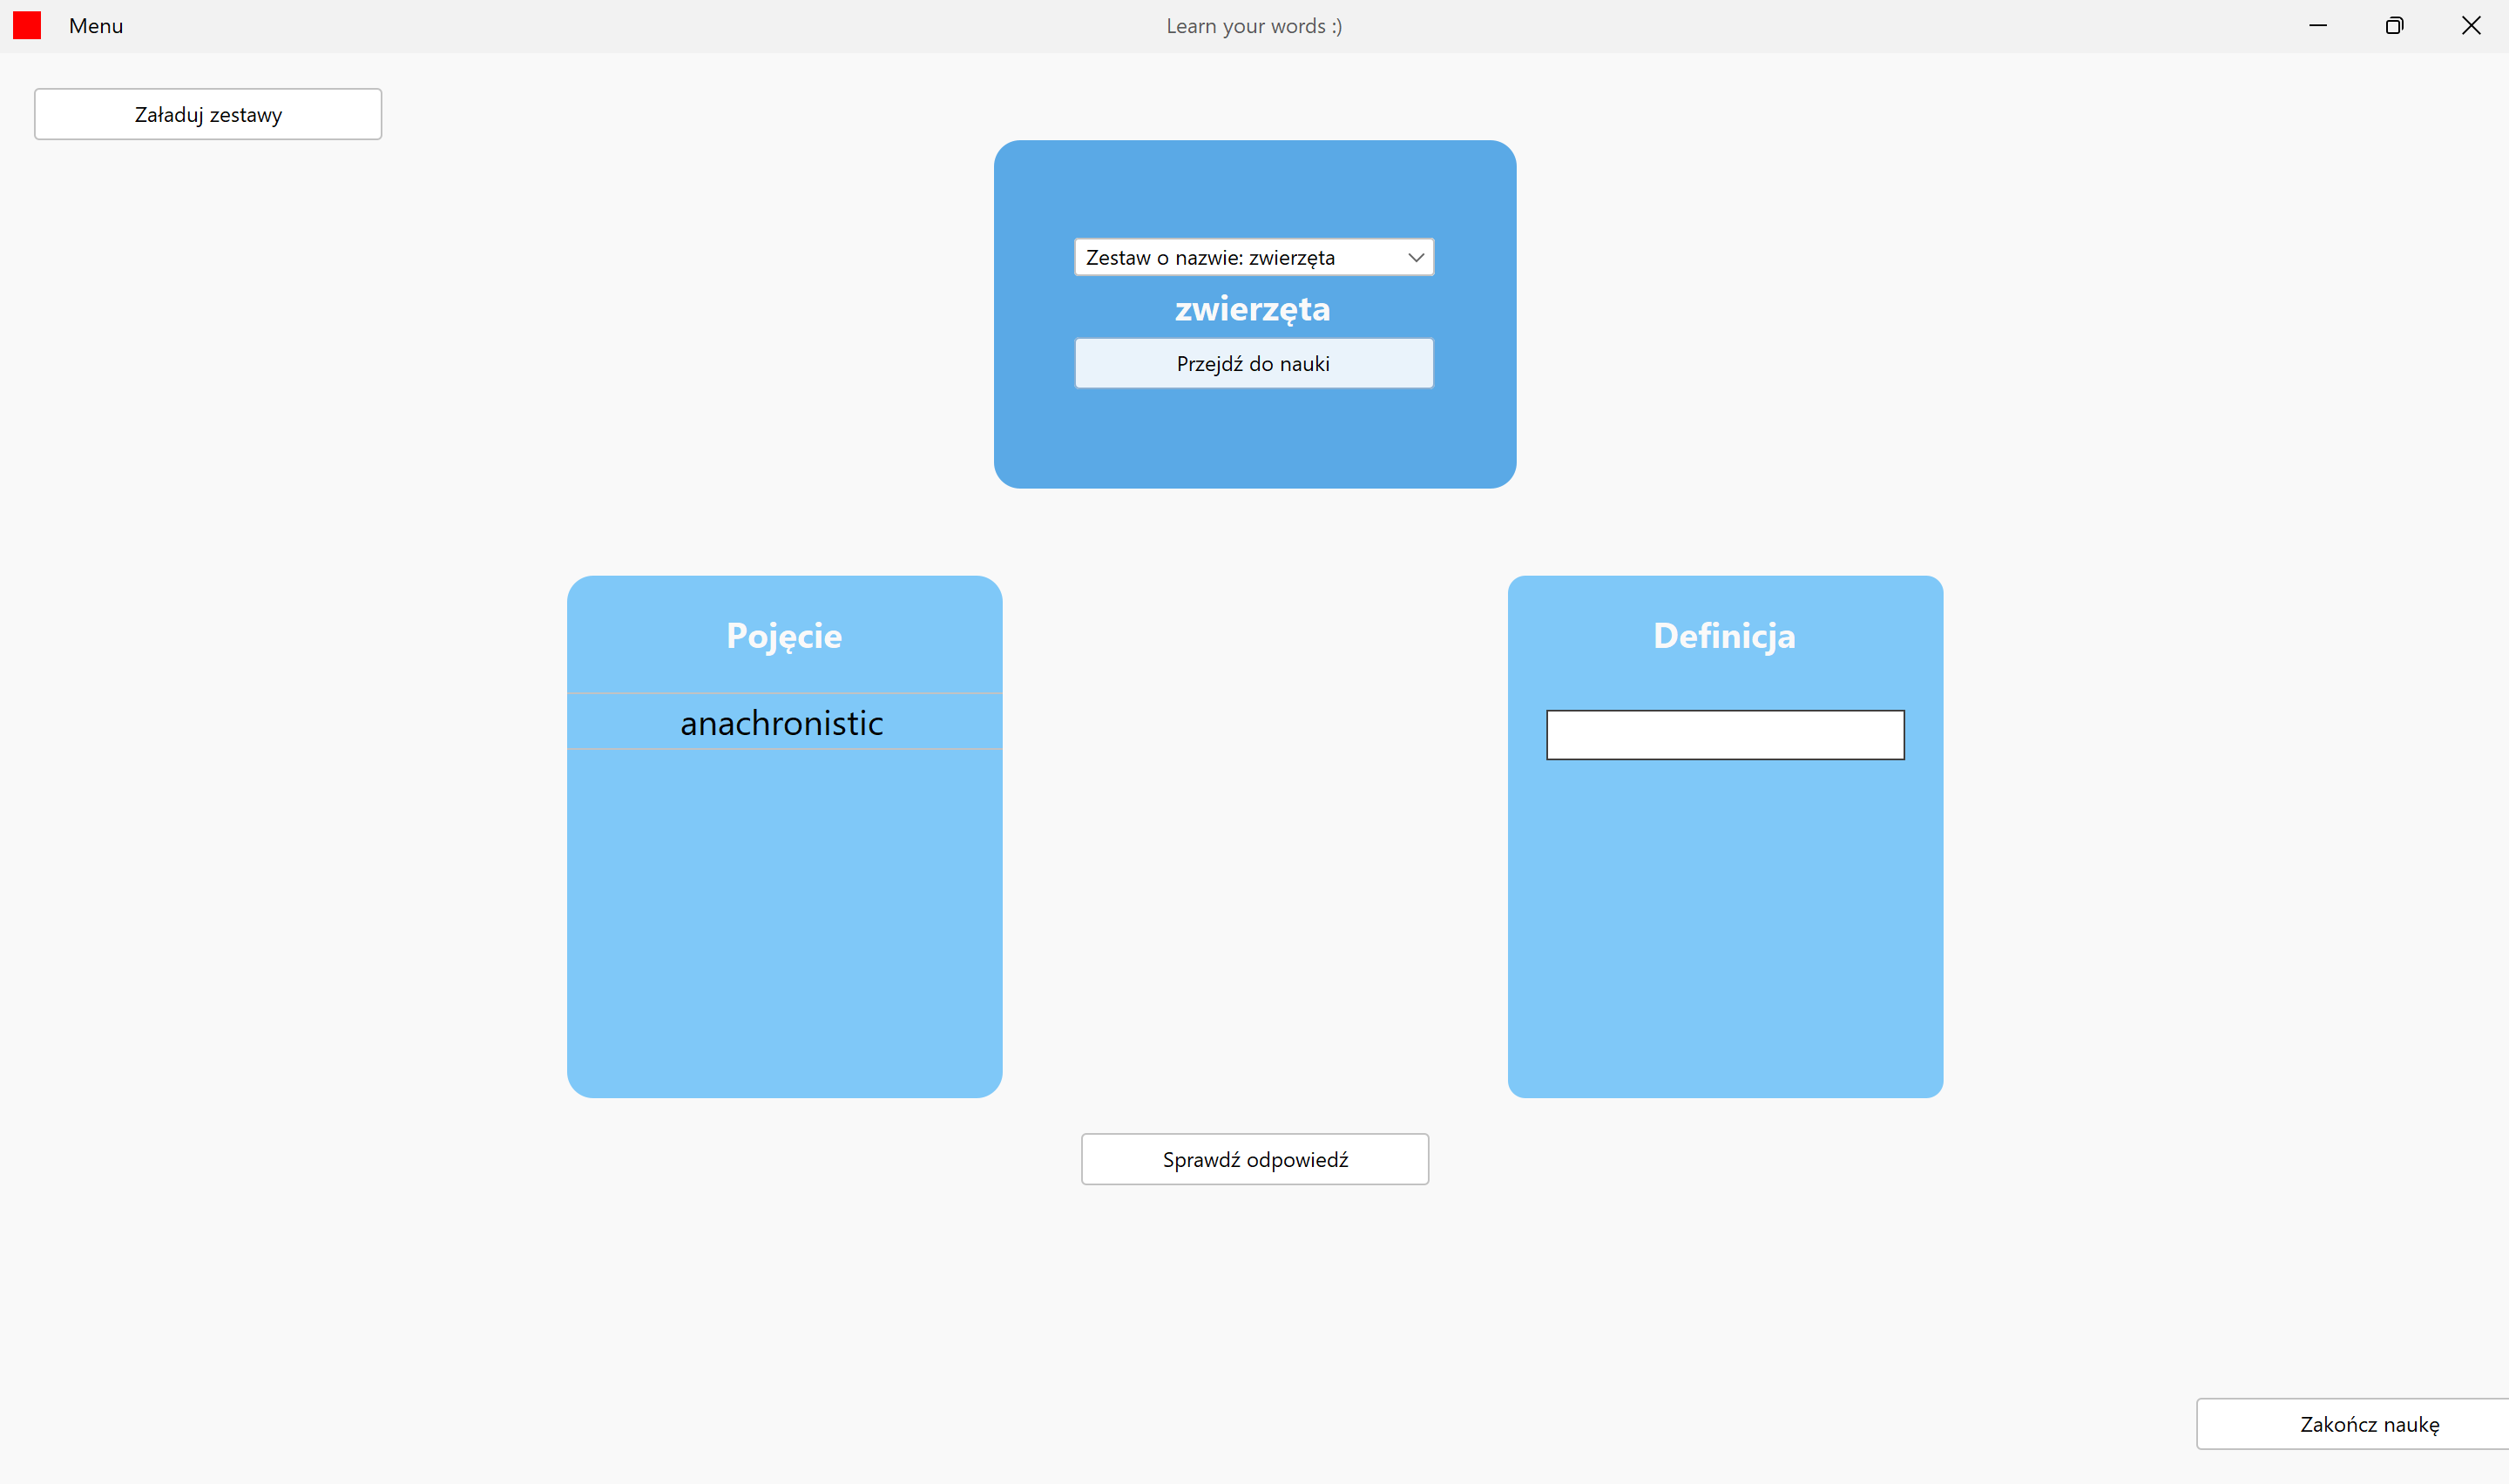 Menu
Learn your words :)
Załaduj zestawy
Zestaw o nazwie: zwierzęta
zwierzęta
Przejdź do nauki
Pojęcie
Definicja
anachronistic
Sprawdź odpowiedź
Zakończ naukę